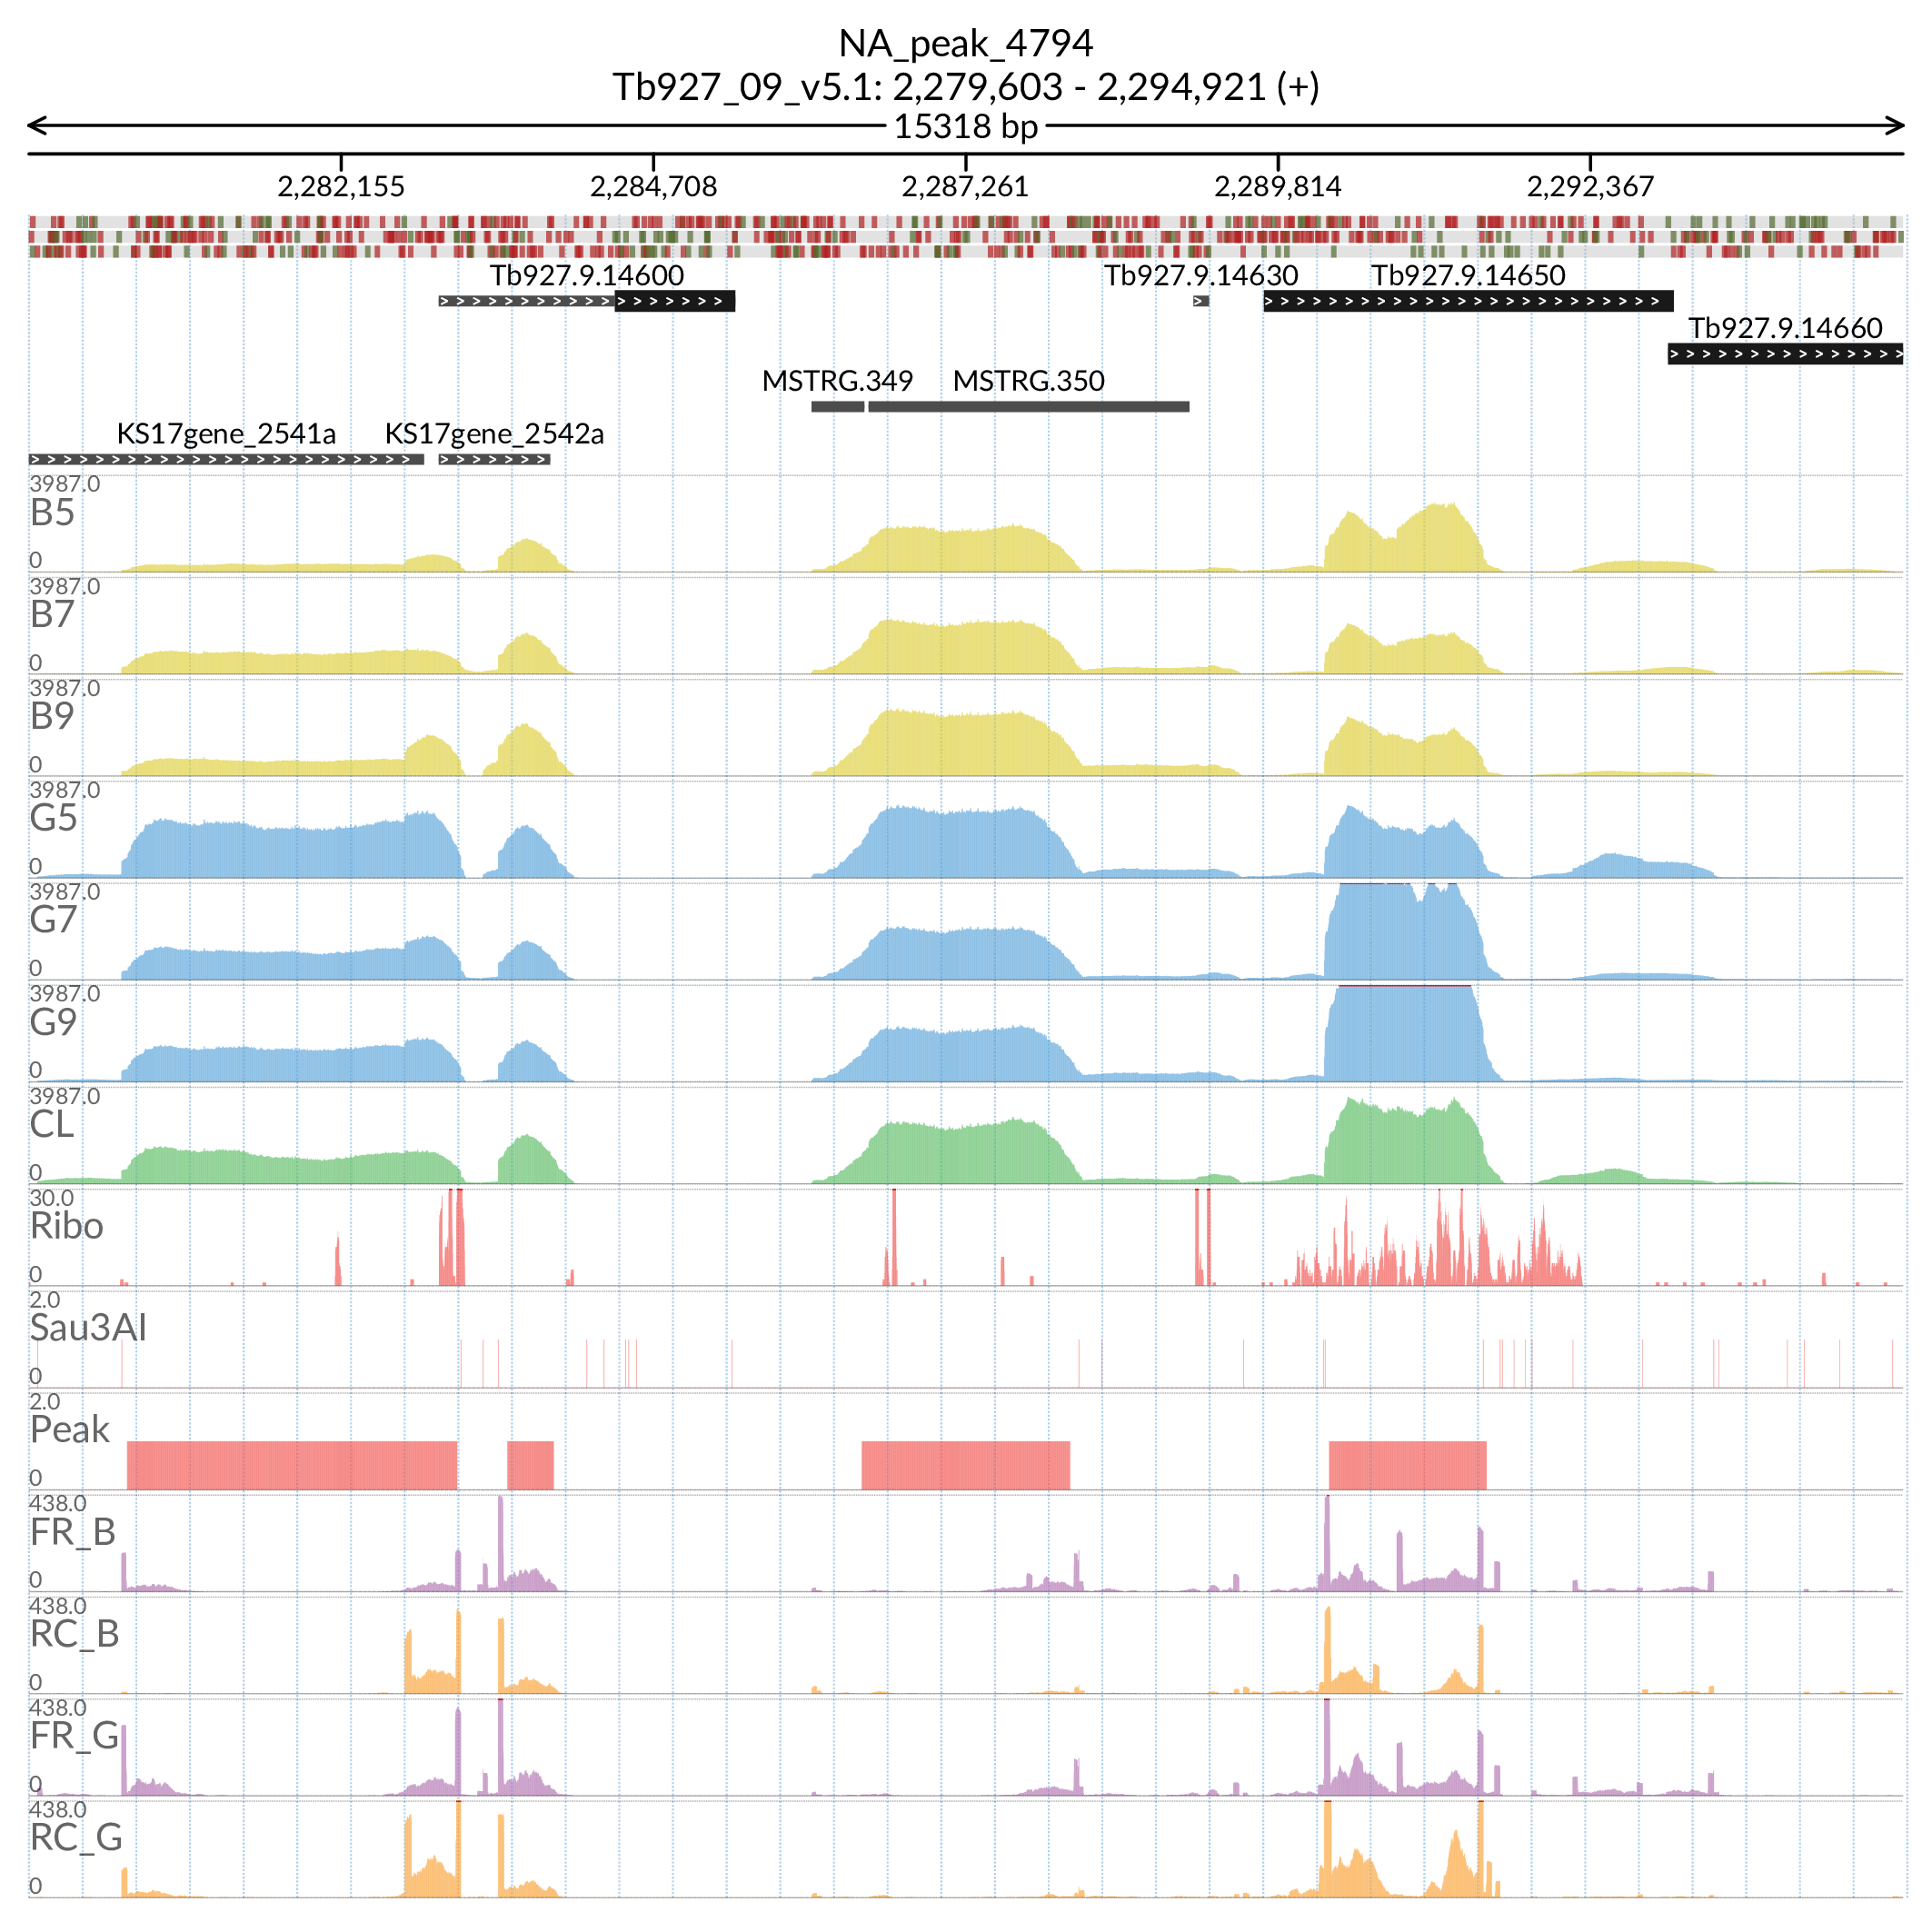 NA_peak_4794
Tb927_09_v5.1: 2,279,603 - 2,294,921 (+)
15318 bp
2,282,155 2,284,708 2,287,261 2,289,814 2,292,367
Tb927.9.14600 Tb927.9.14630 Tb927.9.14650
Tb927.9.14660
MSTRG.349 MSTRG.350
KS17gene_2541a KS17gene_2542a
3987.0
B5
0
3987.0
B7
0
3987.0
B9
0
3987.0
G5
0
3987.0
G7
0
3987.0
G9
0
3987.0
CL
0
30.0
Ribo
0
2.0
Sau3AI
0
2.0
Peak
0
438.0
FR_B
0
438.0
RC_B
0
438.0
FR_G
0
438.0
RC_G
0